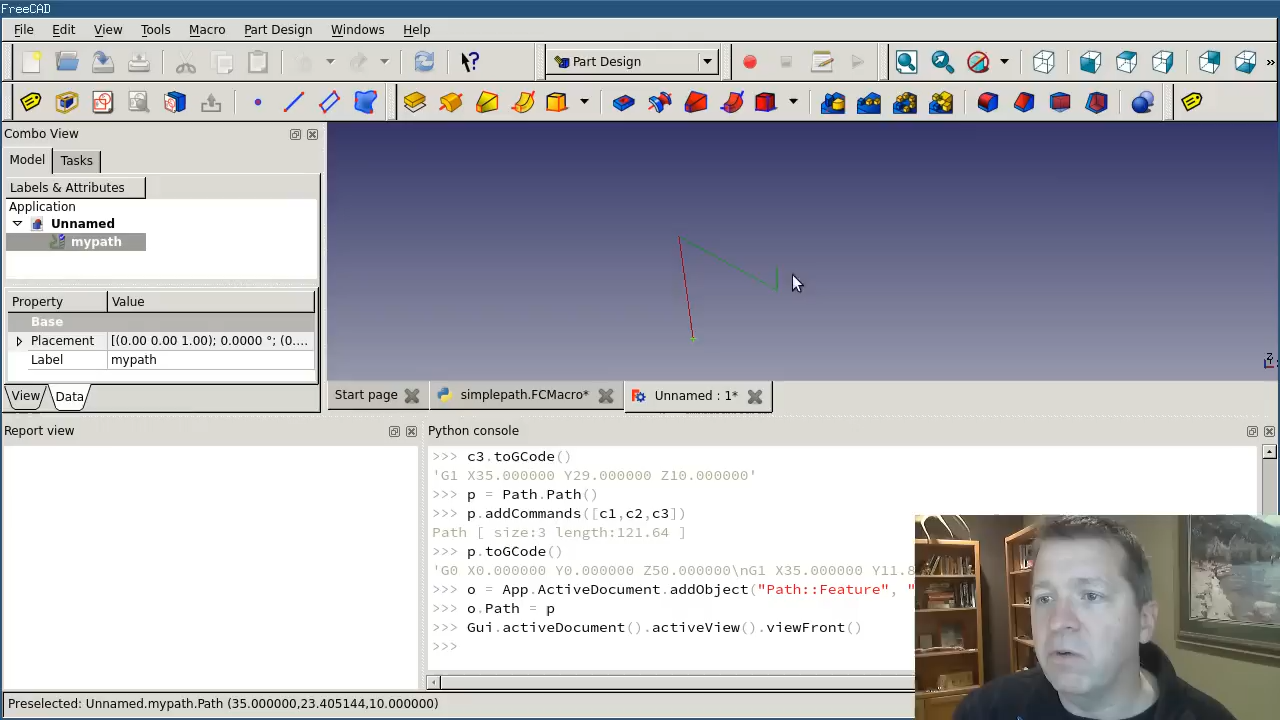 FreeCAD
File Edit View Tools Macro Part Design Windows Help
Part Design
Combo View
Model Tasks
Labels & Attributes
Application
Unnamed
mypath
Property Value
Base
Placement [(0.00 0.00 1.00); 0.0000 °; (0....
Label mypath
View Data
Start page simplepath.FCMacro* Unnamed : 1*
Report view
Python console
>>> c3.toGCode()
'G1 X35.000000 Y29.000000 Z10.000000'
>>> p = Path.Path()
>>> p.addCommands([c1,c2,c3])
Path [ size:3 length:121.64 ]
>>> p.toGCode()
'G0 X0.000000 Y0.000000 Z50.000000\nG1 X35.000000 Y11.8
>>> o = App.ActiveDocument.addObject("Path::Feature", "
>>> o.Path = p
>>> Gui.activeDocument().activeView().viewFront()
>>>
Z
Preselected: Unnamed.mypath.Path (35.000000,23.405144,10.000000)